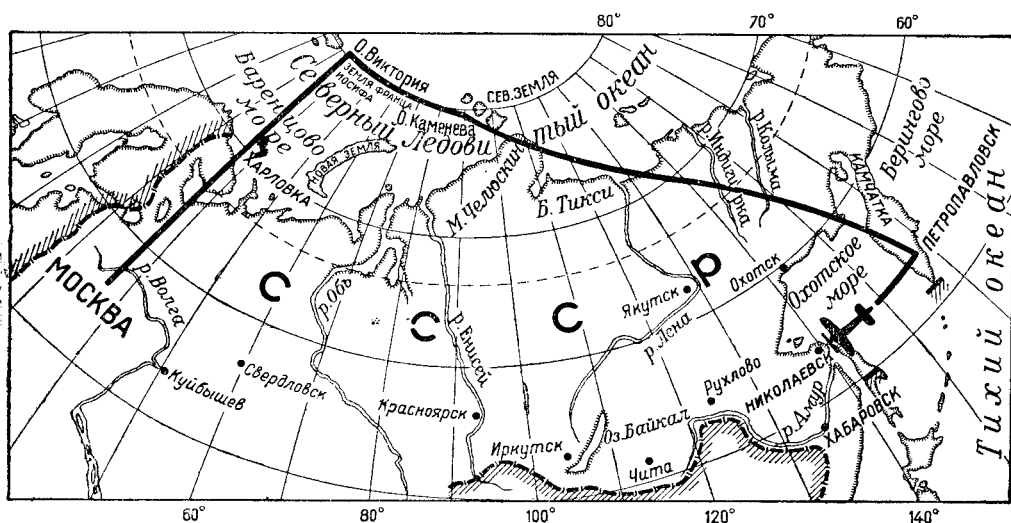 80°
70°
60°
О. Виктория
ЗЕМЛЯ ФРАНЦА
ИОСИФА
Баренцово
море
Северный Ледовитый океан
О. Каменева
СЕВ. ЗЕМЛЯ
НОВАЯ ЗЕМЛЯ
ХАРЛОВКА
М. Челюский
Б. Тикси
р. Индигирка
р. Колыма
КАМЧАТКА
Берингово
море
ПЕТРОПАВЛОВСК
Тихий океан
МОСКВА
р. Волга
С С С Р
р. Обь
р. Енисей
Якутск
р. Лена
Охотск
Охотское
море
Куйбышев
Свердловск
Красноярск
Иркутск
Оз. Байкал
Чита
Рухлово
НИКОЛАЕВСК
р. Амур
ХАБАРОВСК
60°
80°
90°
100°
120°
140°